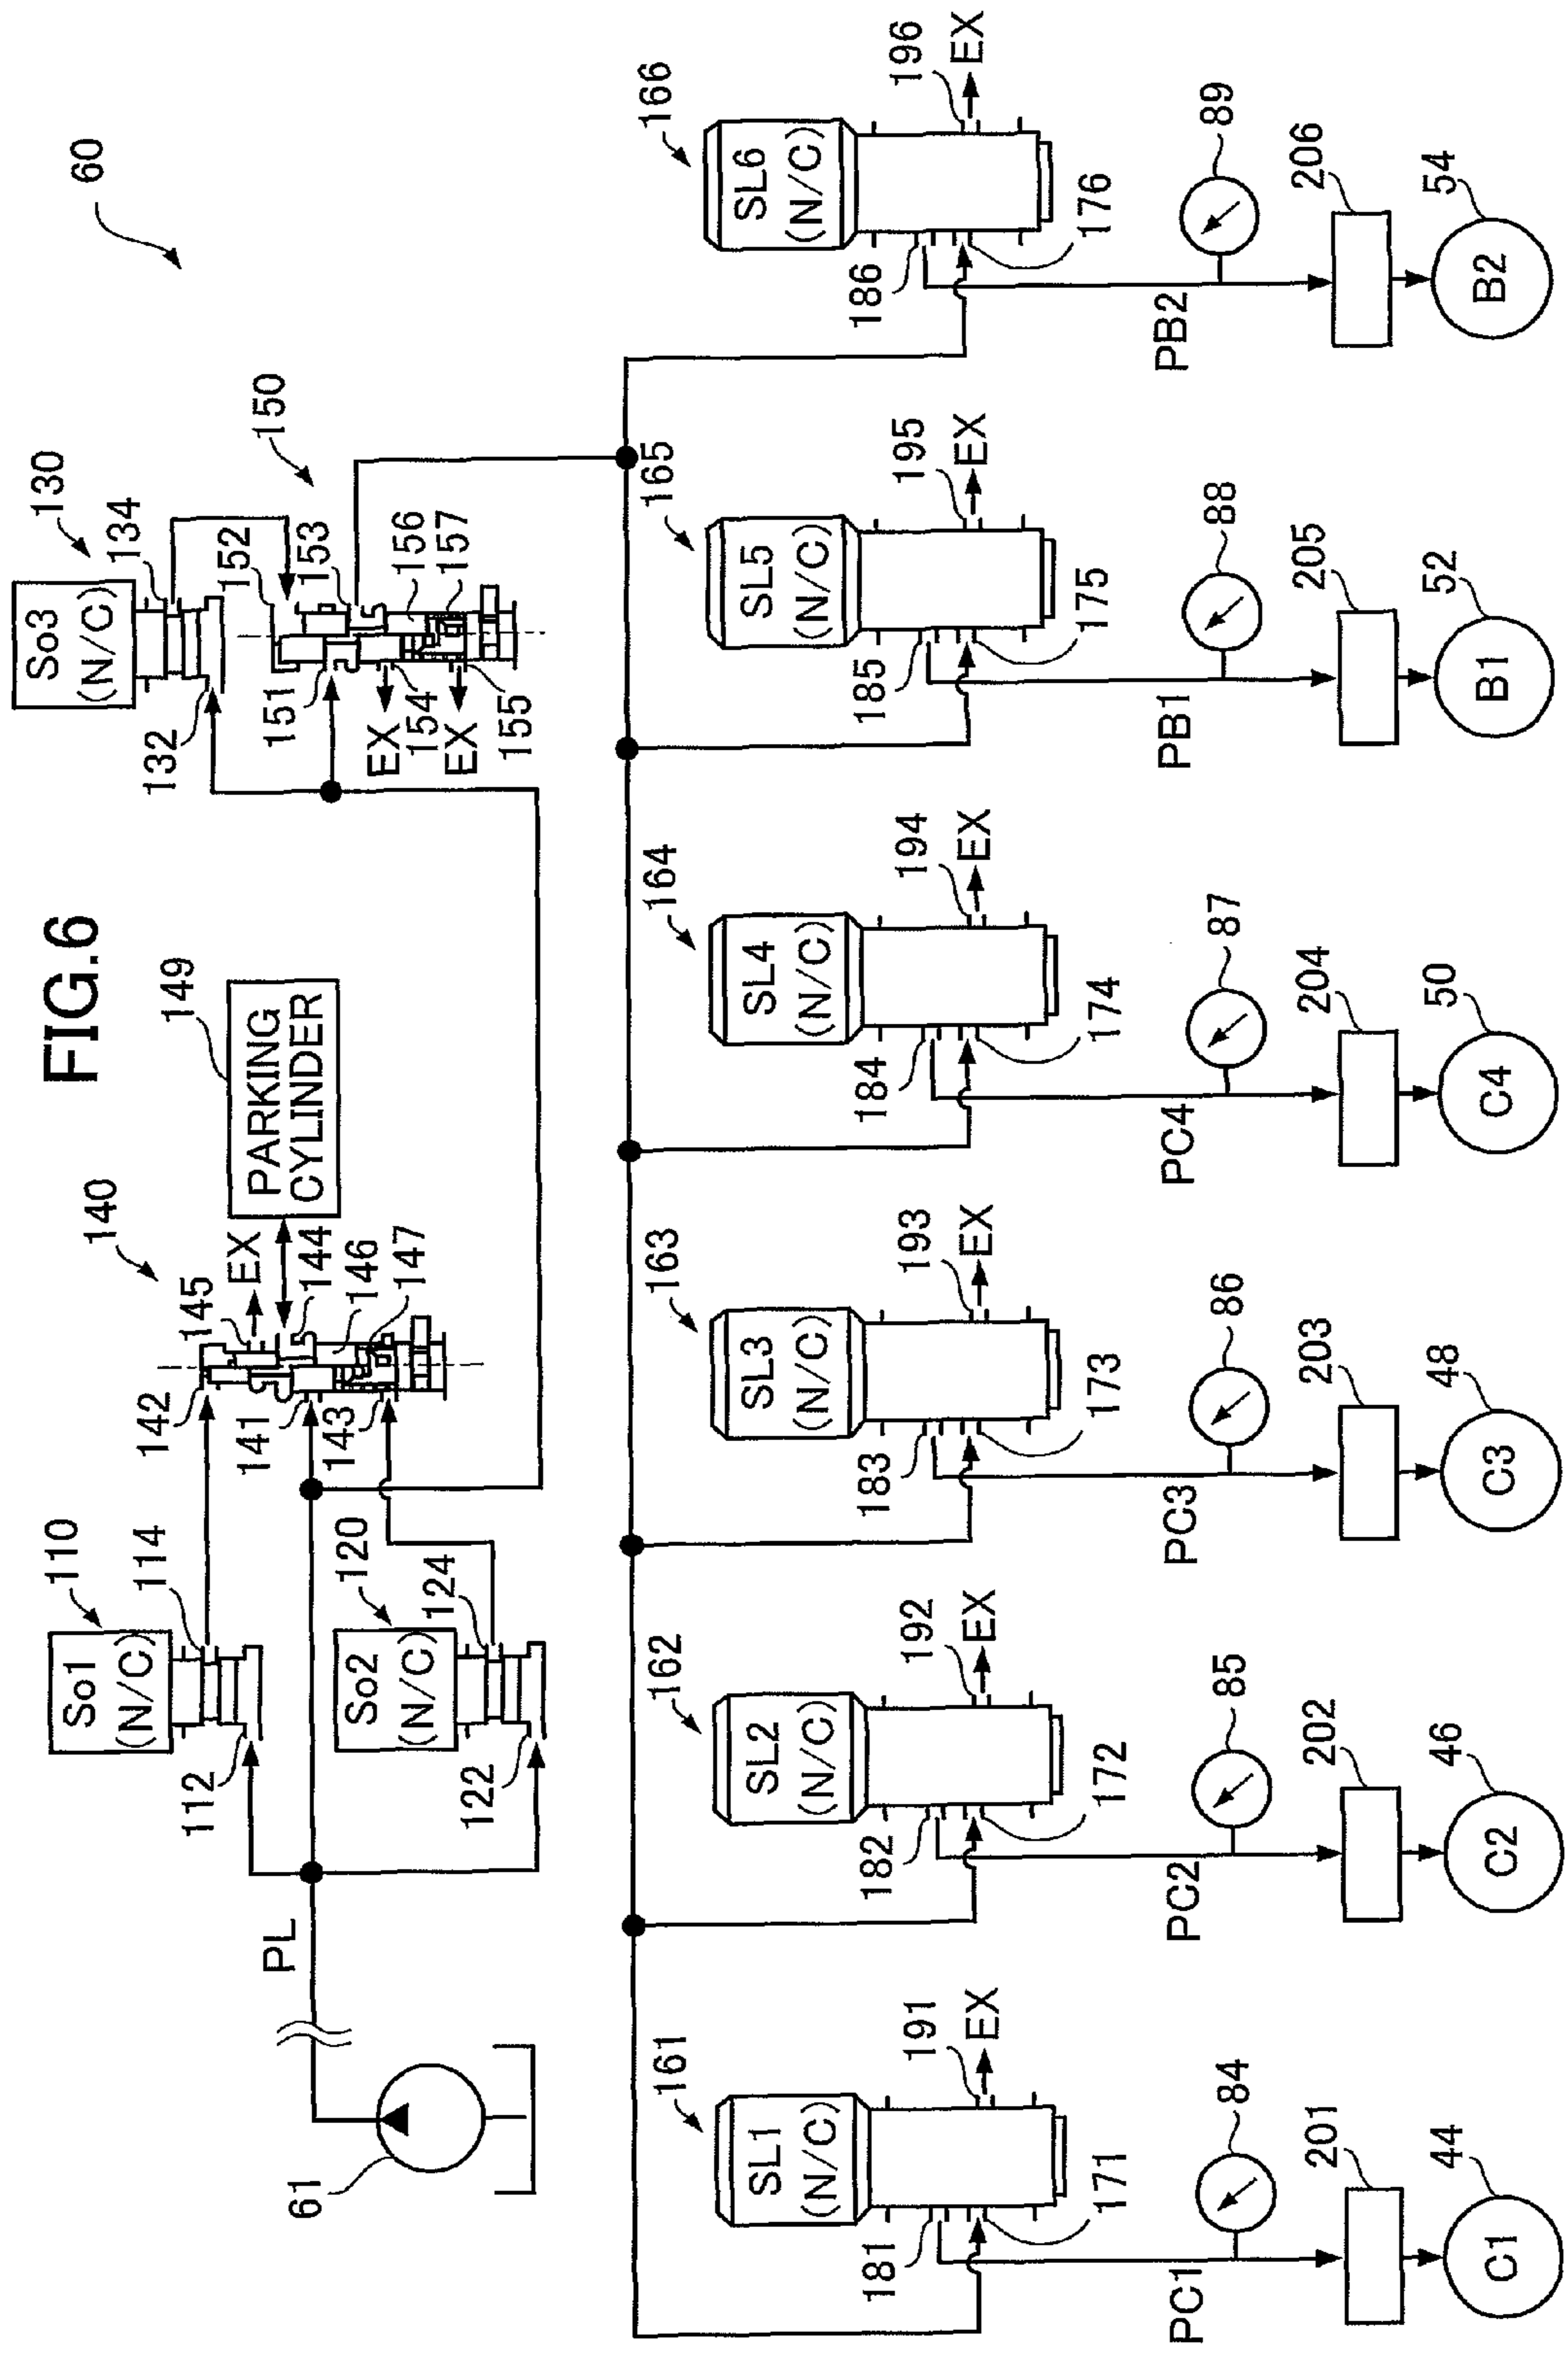 FIG.6
60
So1
(N/C)
110
114
112
So2
(N/C)
120
124
122
PL
61
140
142
141
143
145
EX
144
146
147
149
PARKING
CYLINDER
So3
(N/C)
130
134
132
150
152
151
153
156
157
EX
154
EX
155
SL1
(N/C)
161
191
EX
181
171
PC1
84
201
44
C1
SL2
(N/C)
162
192
EX
182
172
PC2
85
202
46
C2
SL3
(N/C)
163
193
EX
183
173
PC3
86
203
48
C3
SL4
(N/C)
164
194
EX
184
174
PC4
87
204
50
C4
SL5
(N/C)
165
195
EX
185
175
PB1
88
205
52
B1
SL6
(N/C)
166
196
EX
186
176
PB2
89
206
54
B2